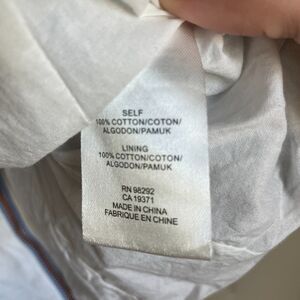 SELF
100% COTTON/COTON/
ALGODON/PAMUK
LINING
100% COTTON/COTON/
ALGODON/PAMUK
RN 98292
CA 19371
MADE IN CHINA
FABRIQUE EN CHINE